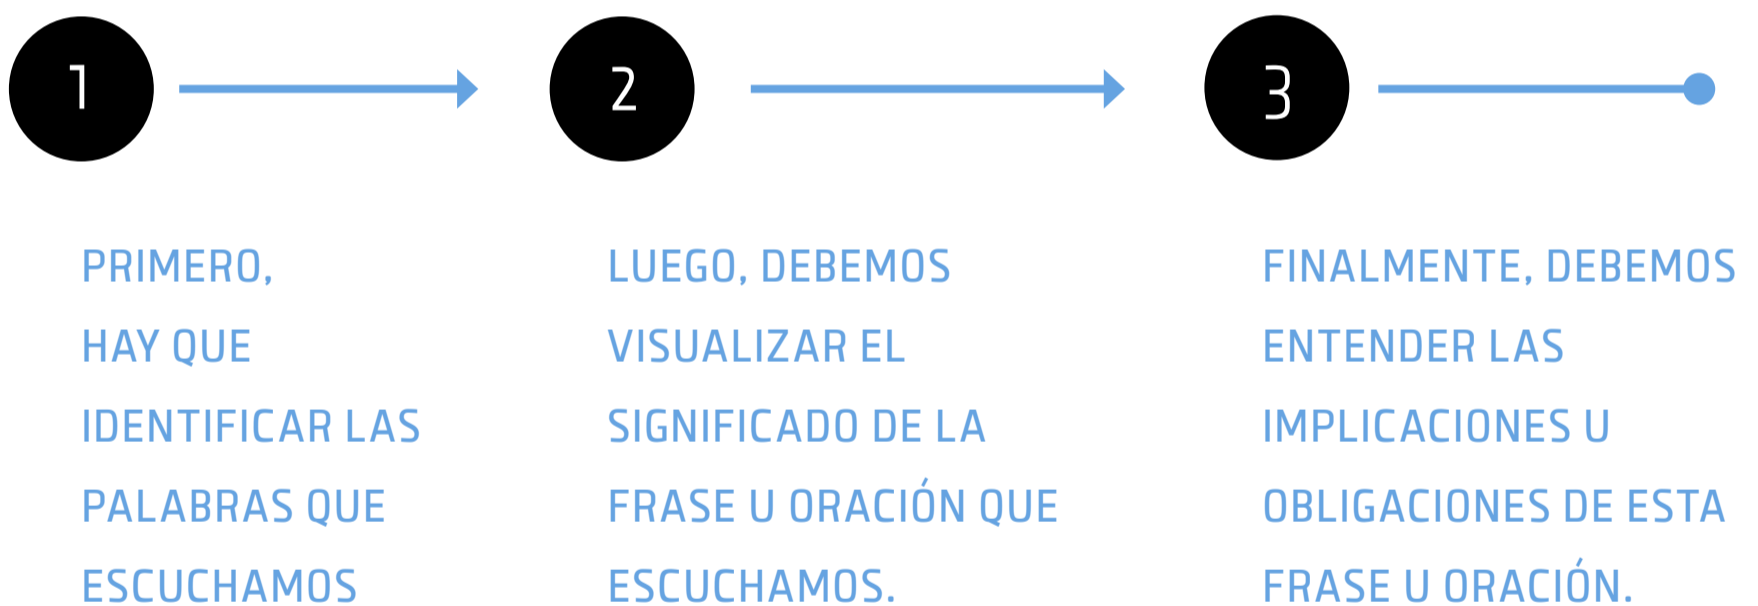 1
2
3
PRIMERO,
HAY QUE
IDENTIFICAR LAS
PALABRAS QUE
ESCUCHAMOS
LUEGO, DEBEMOS
VISUALIZAR EL
SIGNIFICADO DE LA
FRASE U ORACIÓN QUE
ESCUCHAMOS.
FINALMENTE, DEBEMOS
ENTENDER LAS
IMPLICACIONES U
OBLIGACIONES DE ESTA
FRASE U ORACIÓN.